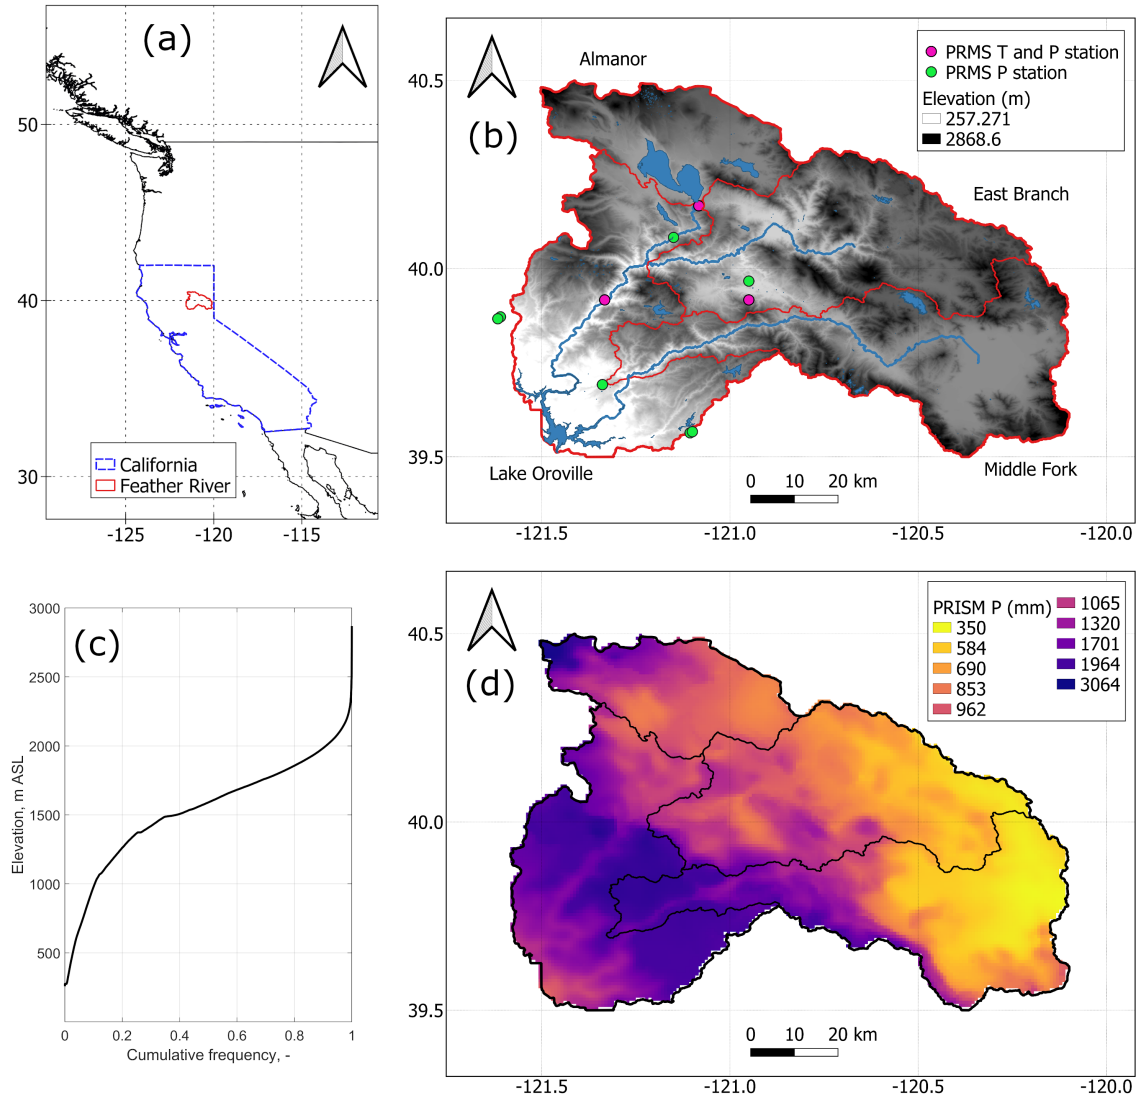 (a)
50
40
30
California
Feather River
-125
-120
-115
(b)
Almanor
East Branch
Lake Oroville
Middle Fork
PRMS T and P station
PRMS P station
Elevation (m)
257.271
2868.6
40.5
40.0
39.5
0 10 20 km
-121.5
-121.0
-120.5
-120.0
(c)
Elevation, m ASL
3000
2500
2000
1500
1000
500
0
0.2
0.4
0.6
0.8
1
Cumulative frequency, -
(d)
PRISM P (mm)
350
584
690
853
962
1065
1320
1701
1964
3064
40.5
40.0
39.5
0 10 20 km
-121.5
-121.0
-120.5
-120.0